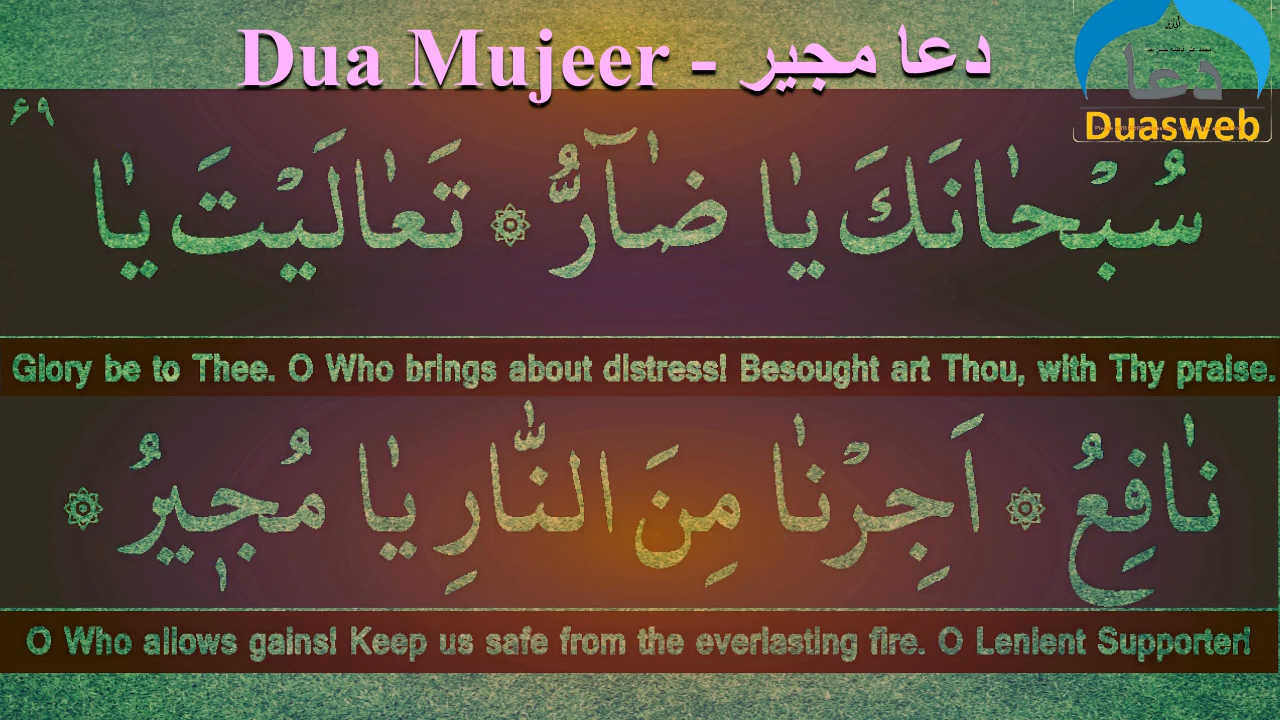 Dua Mujeer - دعا مجير
دعا
Duasweb
۶۹
سُبْحٰانَكَ يٰا ضٰٓارُّ ۞ تَعٰالَيْتَ يٰا
Glory be to Thee. O Who brings about distress! Besought art Thou, with Thy praise.
نٰافِعُ ۞ اَجِرْنٰا مِنَ النّٰارِ يٰا مُجٖيرُ ۞
O Who allows gains! Keep us safe from the everlasting fire. O Lenient Supporter!